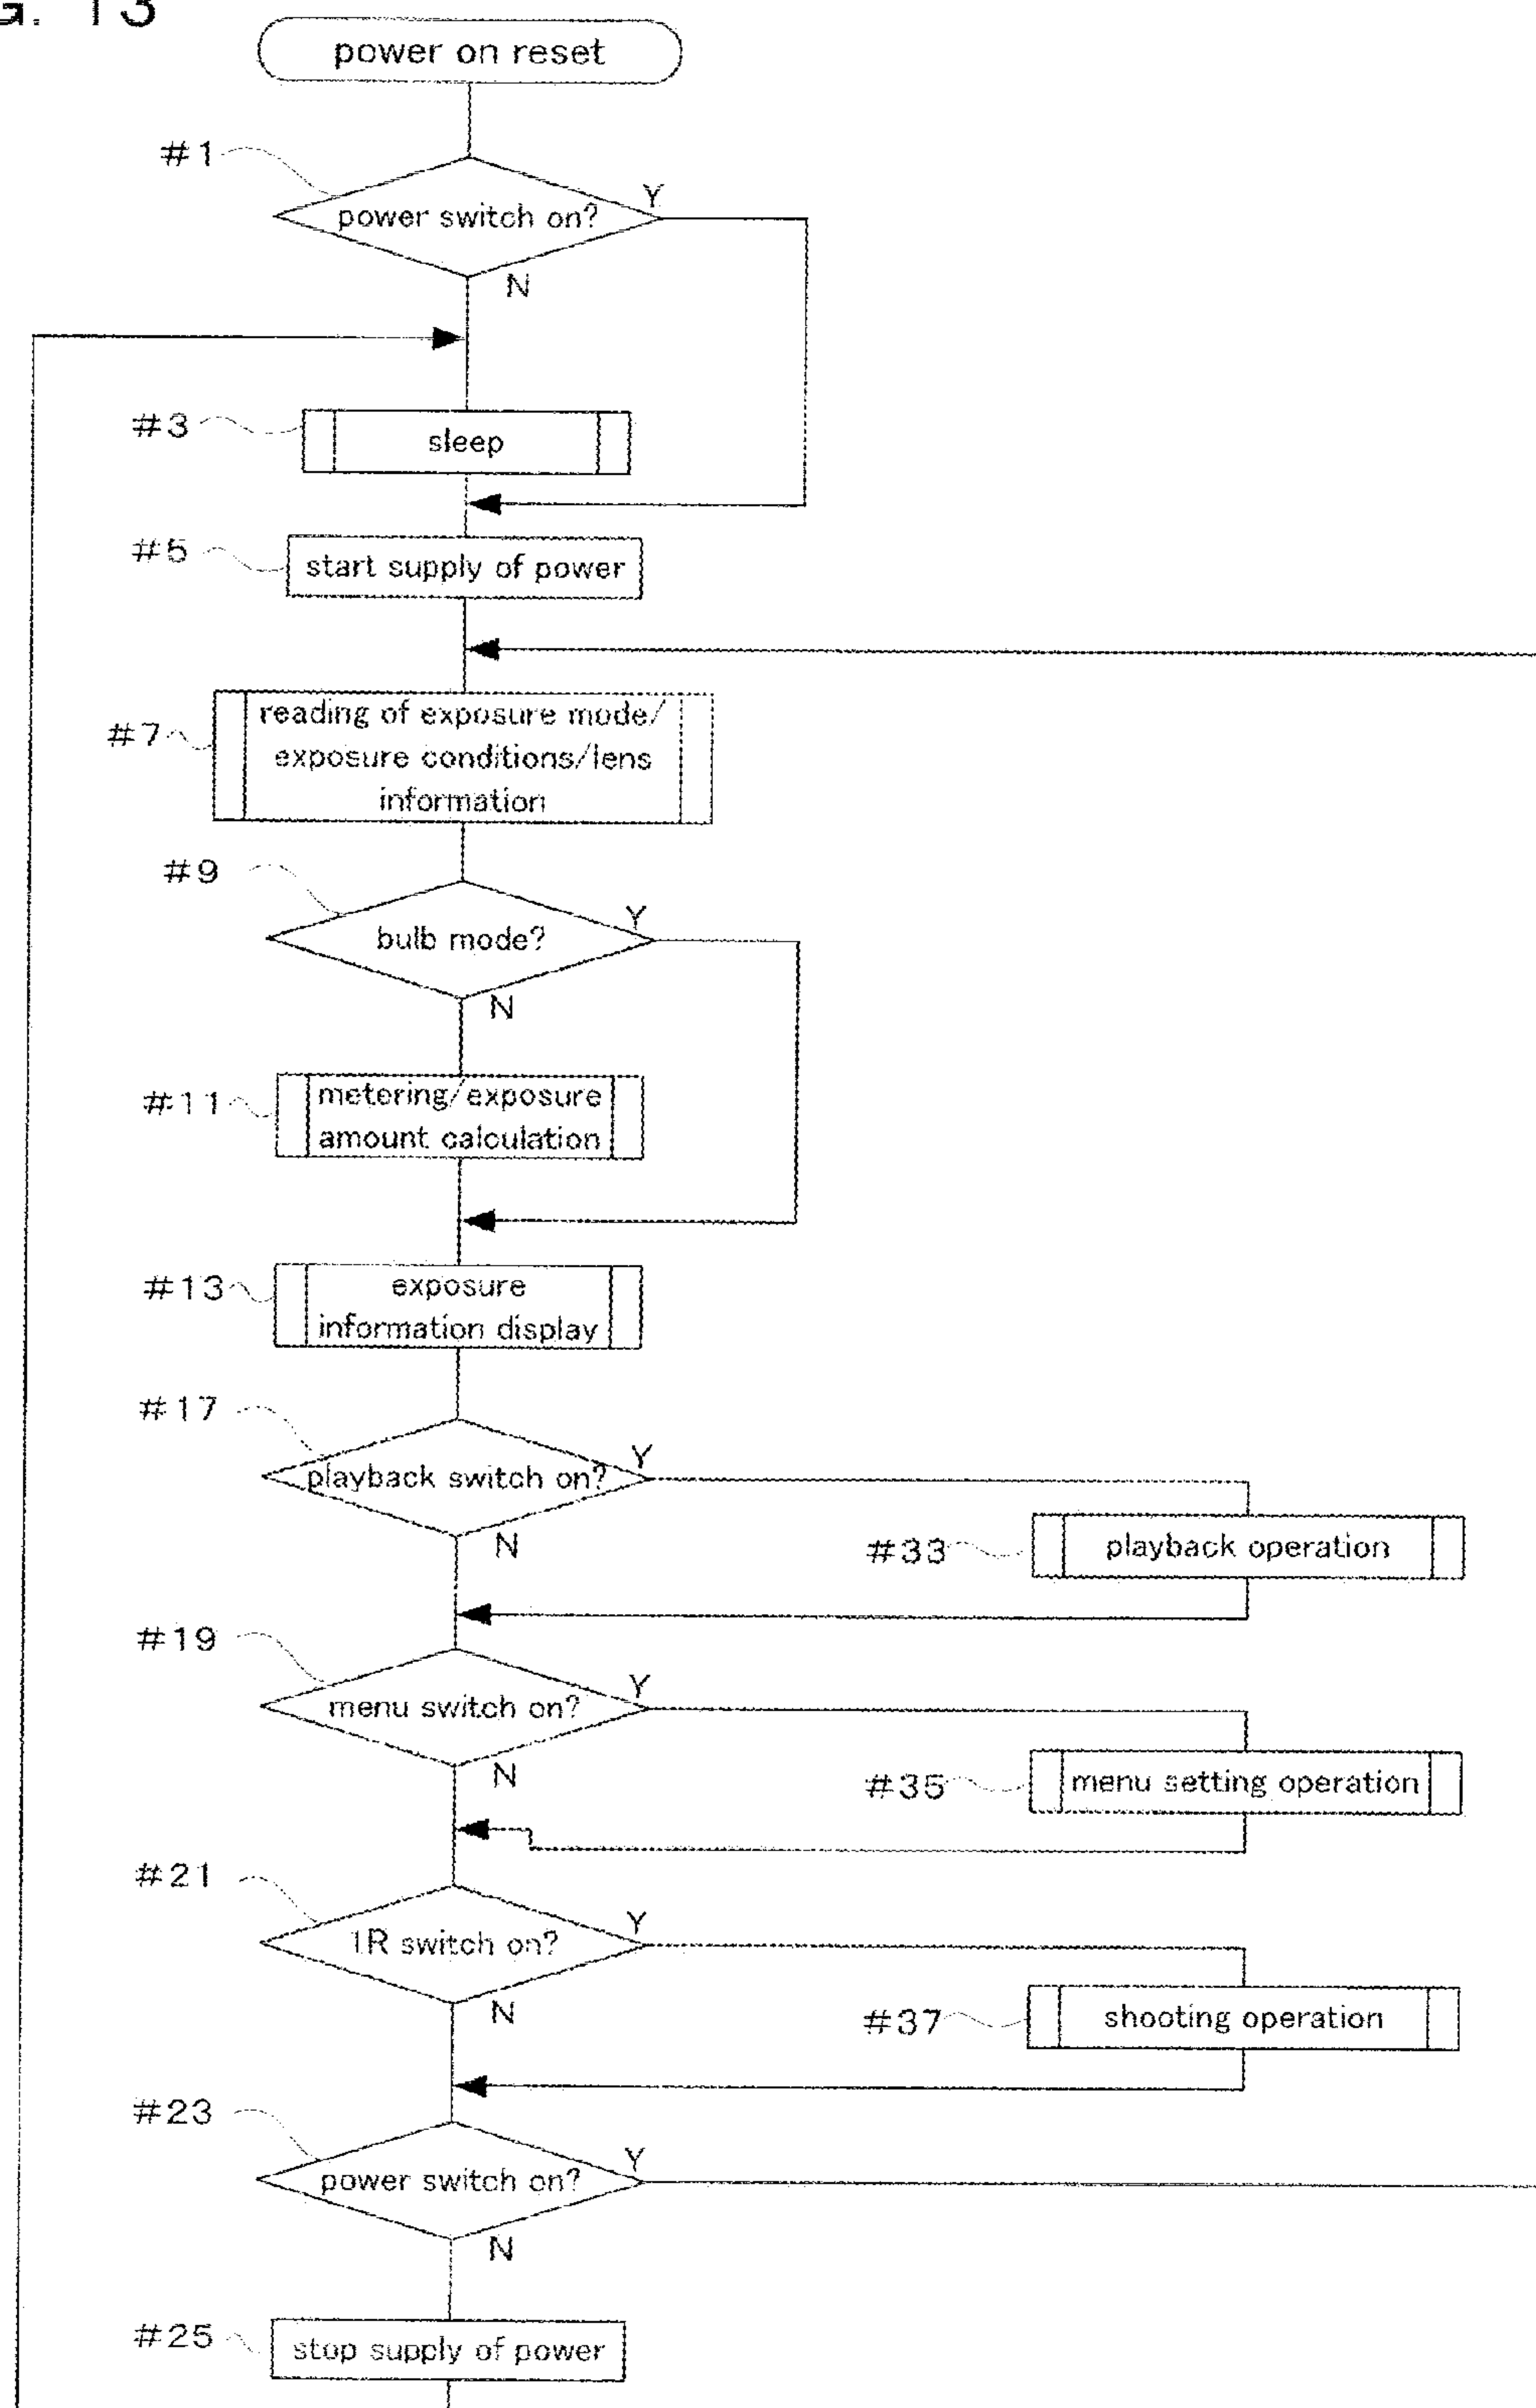 G. 13
power on reset
#1
power switch on?
Y
N
#3
sleep
#5
start supply of power
#7
reading of exposure mode/
exposure conditions/lens
information
#9
bulb mode?
Y
N
#11
metering/exposure
amount calculation
#13
exposure
information display
#17
playback switch on?
Y
N
#33
playback operation
#19
menu switch on?
Y
N
#35
menu setting operation
#21
1R switch on?
Y
N
#37
shooting operation
#23
power switch on?
Y
N
#25
stop supply of power